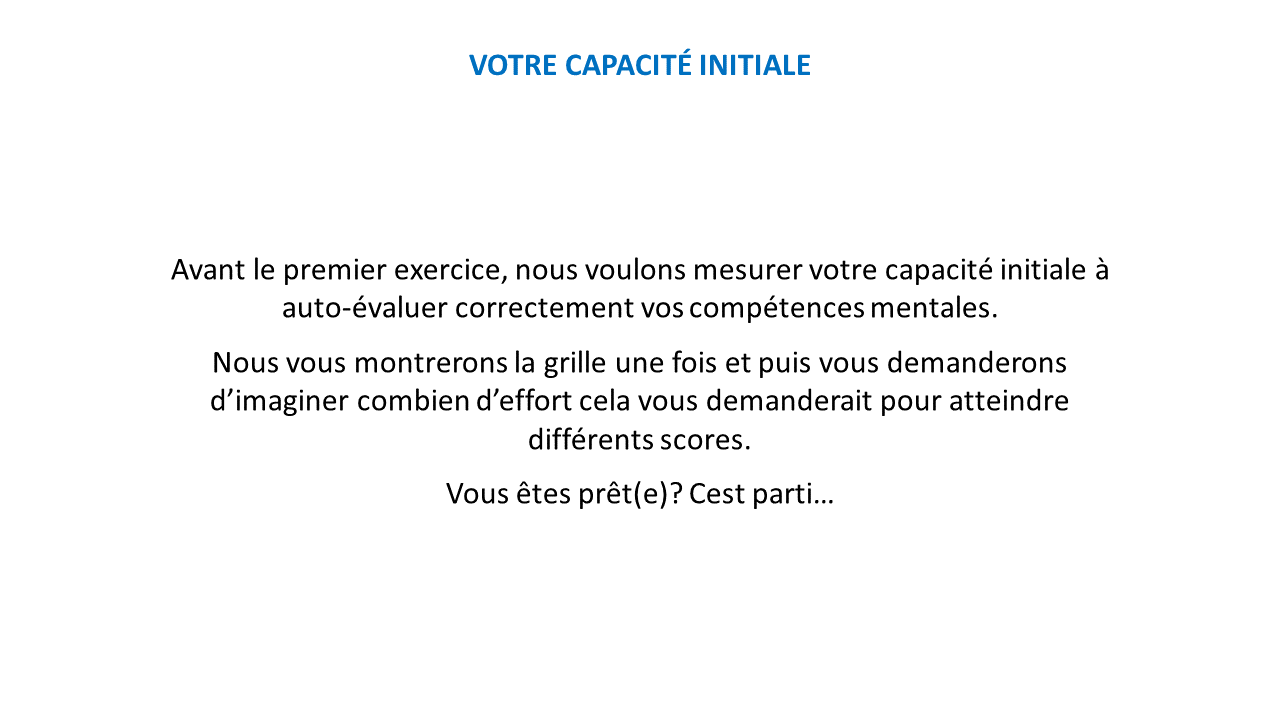 VOTRE CAPACITÉ INITIALE
Avant le premier exercice, nous voulons mesurer votre capacité initiale à
auto-évaluer correctement vos compétences mentales.
Nous vous montrerons la grille une fois et puis vous demanderons
d’imaginer combien d’effort cela vous demanderait pour atteindre
différents scores.
Vous êtes prêt(e)? Cest parti…